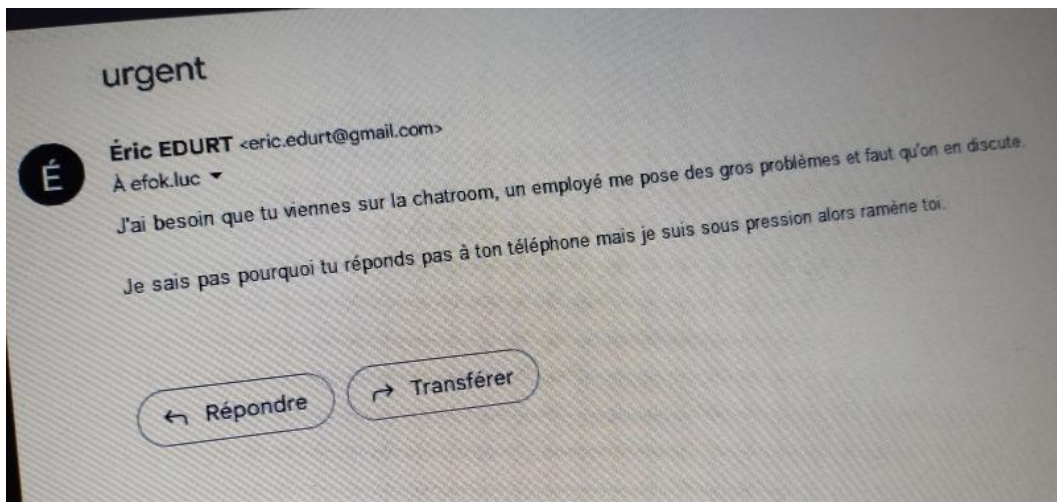 urgent
É
Éric EDURT <eric.edurt@gmail.com>
À efok.luc
J'ai besoin que tu viennes sur la chatroom, un employé me pose des gros problèmes et faut qu'on en discute.
Je sais pas pourquoi tu réponds pas à ton téléphone mais je suis sous pression alors ramène toi.
Répondre
Transférer